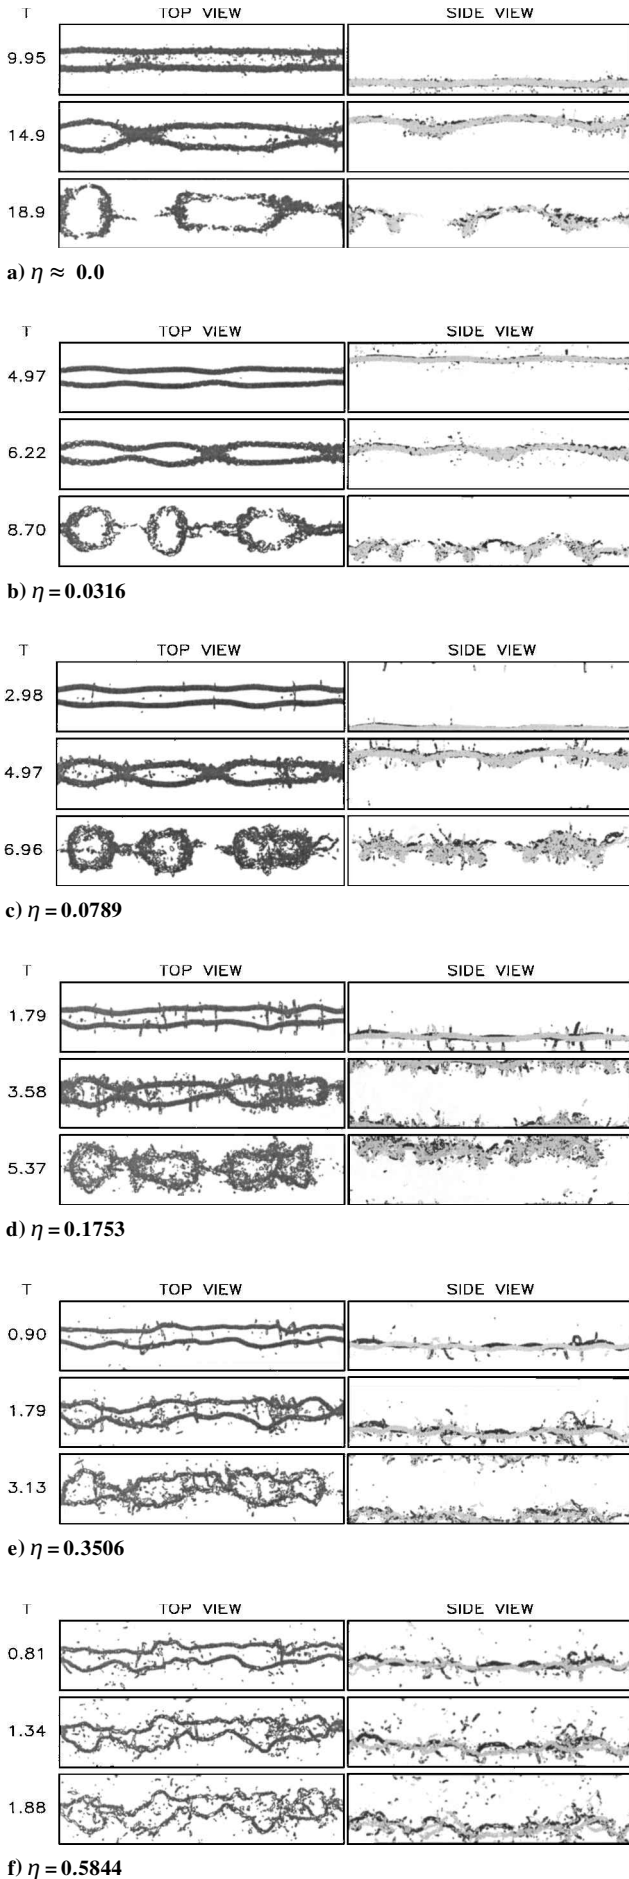 T TOP VIEW SIDE VIEW
9.95
14.9
18.9
a) η ≈ 0.0
T TOP VIEW SIDE VIEW
4.97
6.22
8.70
b) η = 0.0316
T TOP VIEW SIDE VIEW
2.98
4.97
6.96
c) η = 0.0789
T TOP VIEW SIDE VIEW
1.79
3.58
5.37
d) η = 0.1753
T TOP VIEW SIDE VIEW
0.90
1.79
3.13
e) η = 0.3506
T TOP VIEW SIDE VIEW
0.81
1.34
1.88
f) η = 0.5844